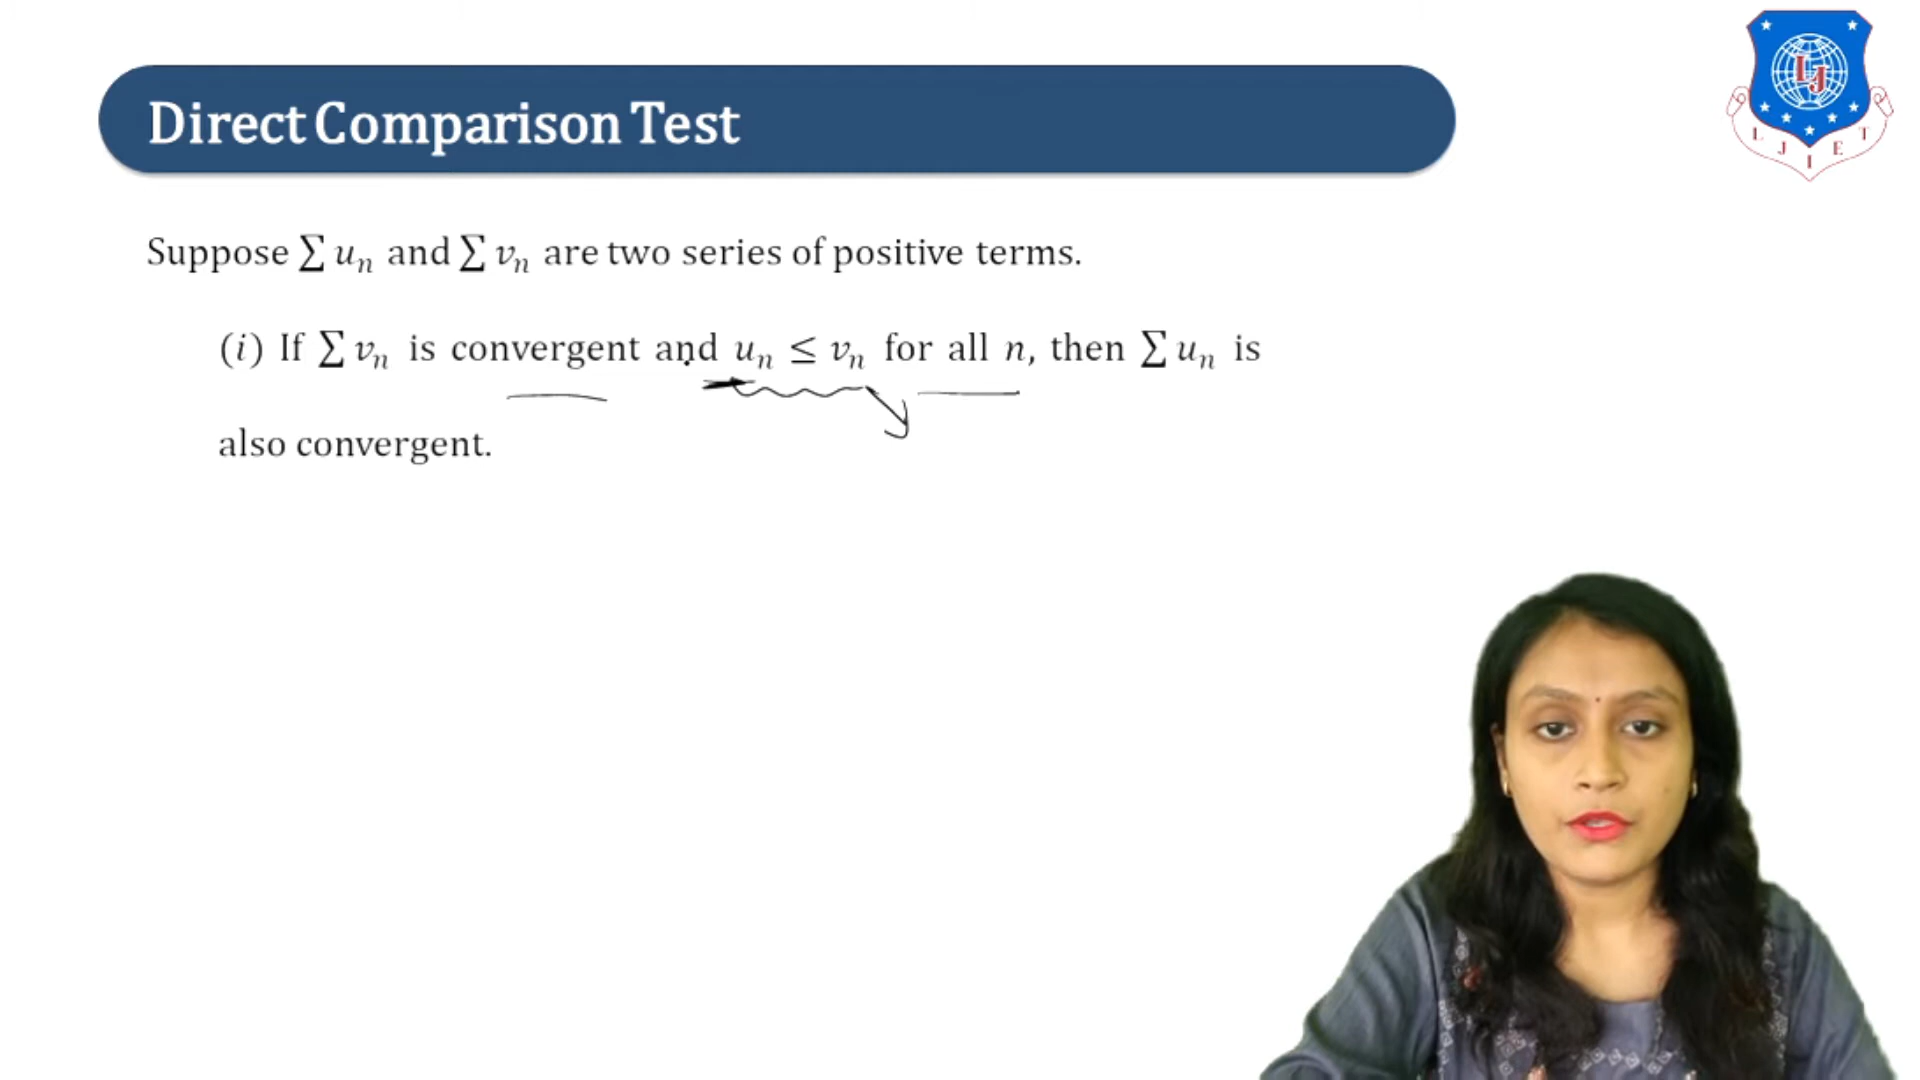 Direct Comparison Test
Suppose ∑ uₙ and ∑ vₙ are two series of positive terms.
(i) If ∑ vₙ is convergent and uₙ ≤ vₙ for all n, then ∑ uₙ is
also convergent.
LJ
L J I E T